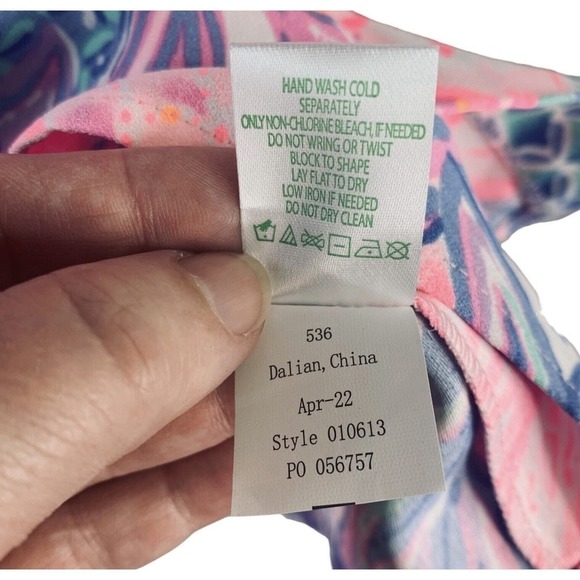 HAND WASH COLD
SEPARATELY
ONLY NON-CHLORINE BLEACH, IF NEEDED
DO NOT WRING OR TWIST
BLOCK TO SHAPE
LAY FLAT TO DRY
LOW IRON IF NEEDED
DO NOT DRY CLEAN
536
Dalian, China
Apr-22
Style 010613
PO 056757